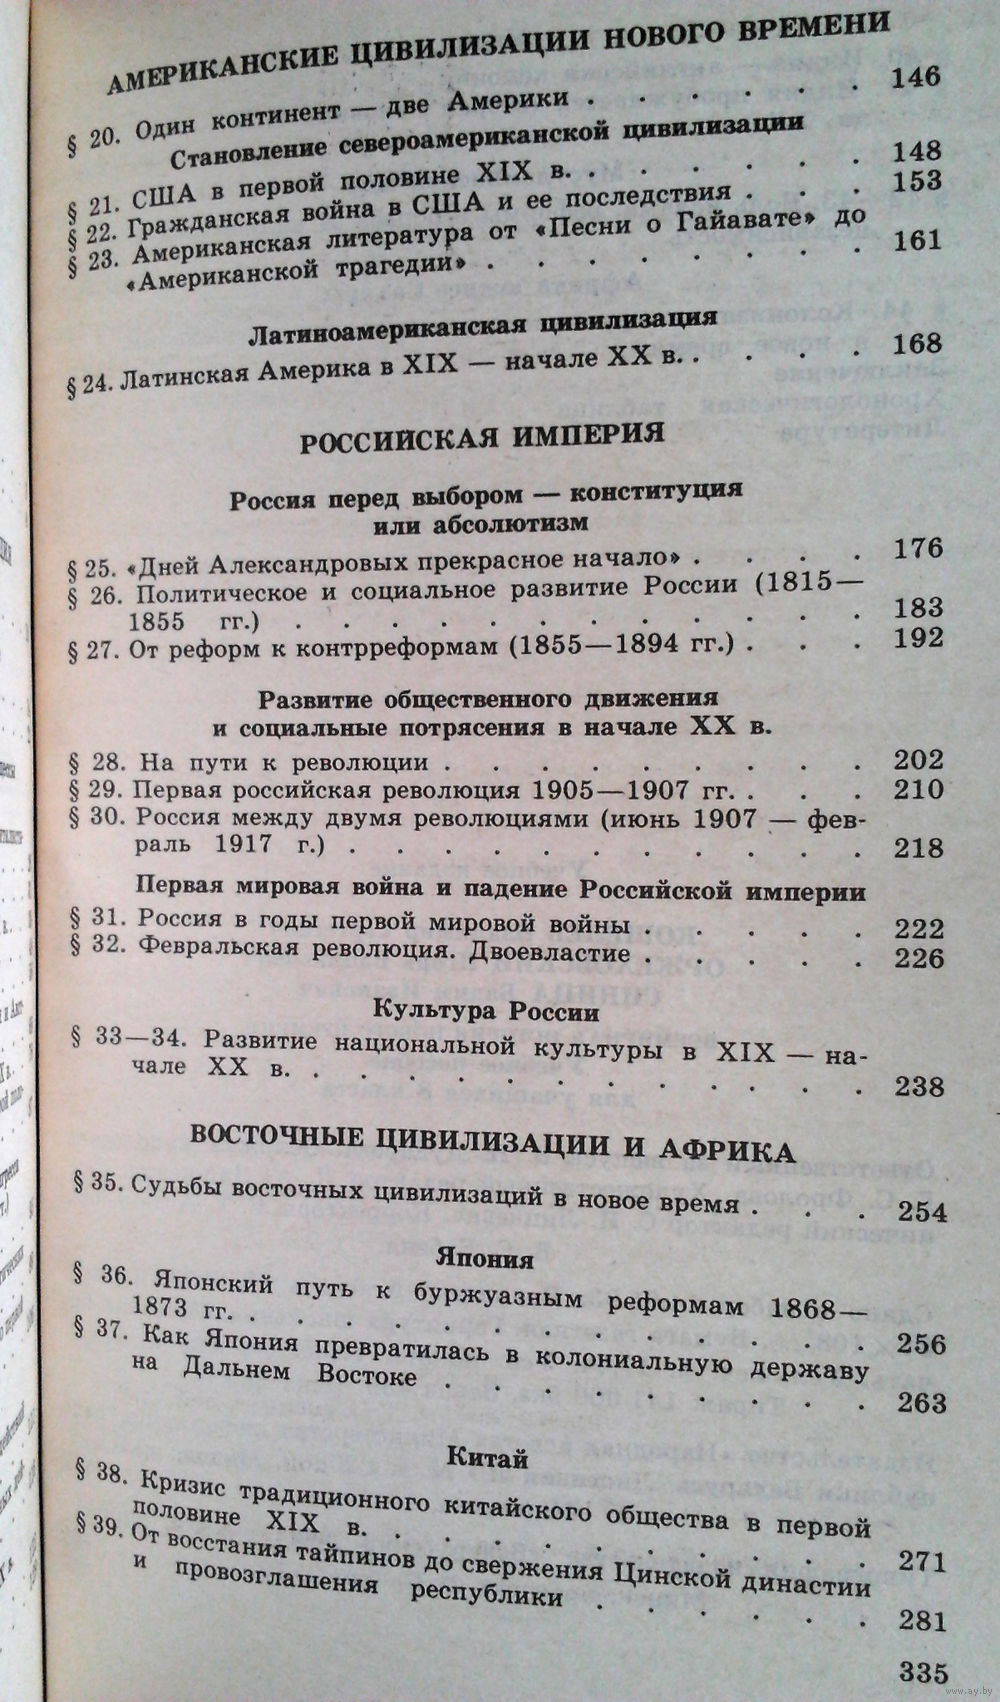 АМЕРИКАНСКИЕ ЦИВИЛИЗАЦИИ НОВОГО ВРЕМЕНИ
§ 20. Один континент — две Америки . . . . . . 146
Становление североамериканской цивилизации
§ 21. США в первой половине XIX в. . . . . . . 148
§ 22. Гражданская война в США и ее последствия . . . 153
§ 23. Американская литература от «Песни о Гайавате» до
«Американской трагедии» . . . . . . . . 161
Латиноамериканская цивилизация
§ 24. Латинская Америка в XIX — начале XX в. . . . . 168
РОССИЙСКАЯ ИМПЕРИЯ
Россия перед выбором — конституция
или абсолютизм
§ 25. «Дней Александровых прекрасное начало» . . . . 176
§ 26. Политическое и социальное развитие России (1815—
1855 гг.) . . . . . . . . . . . 183
§ 27. От реформ к контрреформам (1855—1894 гг.) . . . 192
Развитие общественного движения
и социальные потрясения в начале XX в.
§ 28. На пути к революции . . . . . . . . . 202
§ 29. Первая российская революция 1905—1907 гг. . . . 210
§ 30. Россия между двумя революциями (июнь 1907 — фев-
раль 1917 г.) . . . . . . . . . . 218
Первая мировая война и падение Российской империи
§ 31. Россия в годы первой мировой войны . . . . . 222
§ 32. Февральская революция. Двоевластие . . . . . 226
Культура России
§ 33—34. Развитие национальной культуры в XIX — на-
чале XX в. . . . . . . . . . . . 238
ВОСТОЧНЫЕ ЦИВИЛИЗАЦИИ И АФРИКА
§ 35. Судьбы восточных цивилизаций в новое время . . . 254
Япония
§ 36. Японский путь к буржуазным реформам 1868—
1873 гг. . . . . . . . . . . . . 256
§ 37. Как Япония превратилась в колониальную державу
на Дальнем Востоке . . . . . . . . . 263
Китай
§ 38. Кризис традиционного китайского общества в первой
половине XIX в. . . . . . . . . . 271
§ 39. От восстания тайпинов до свержения Цинской династии
и провозглашения республики . . . . . . 281
335
www.ay.by